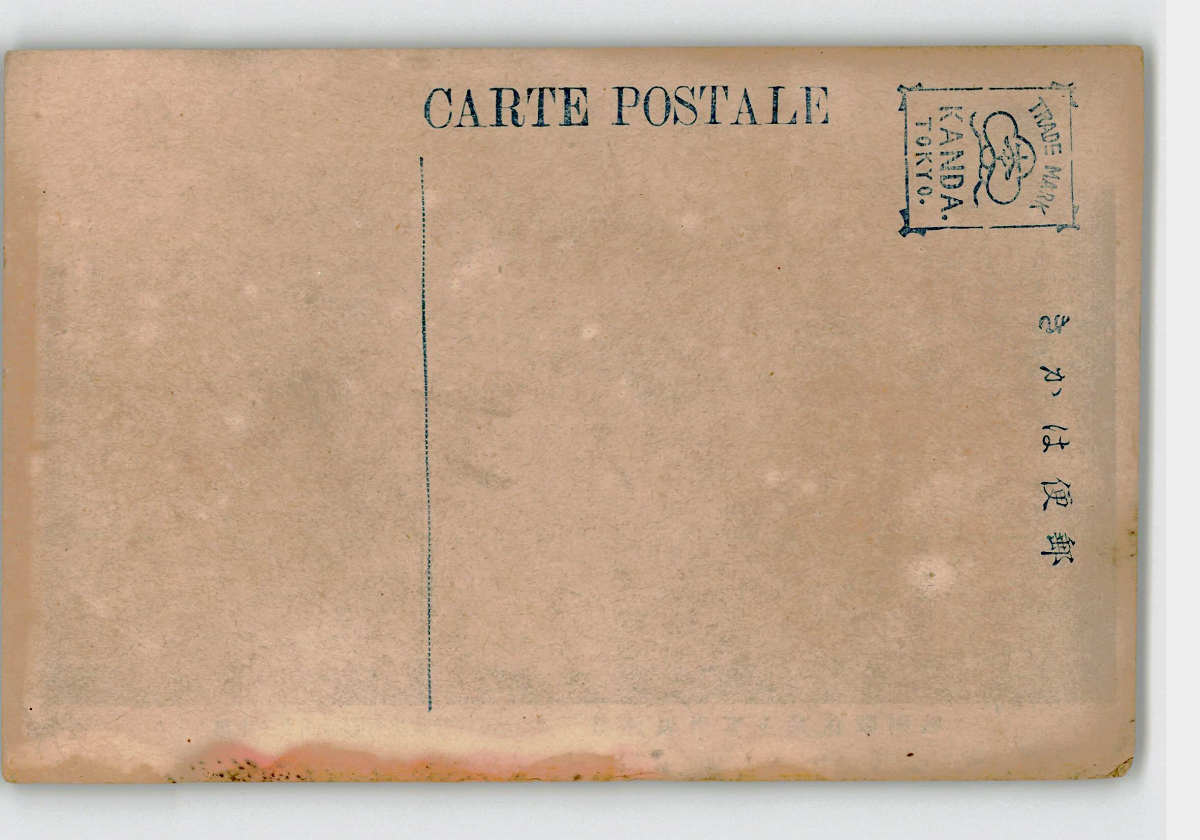 CARTE POSTALE
TRADE MARK
KANDA.
TOKYO.
きかは便郵